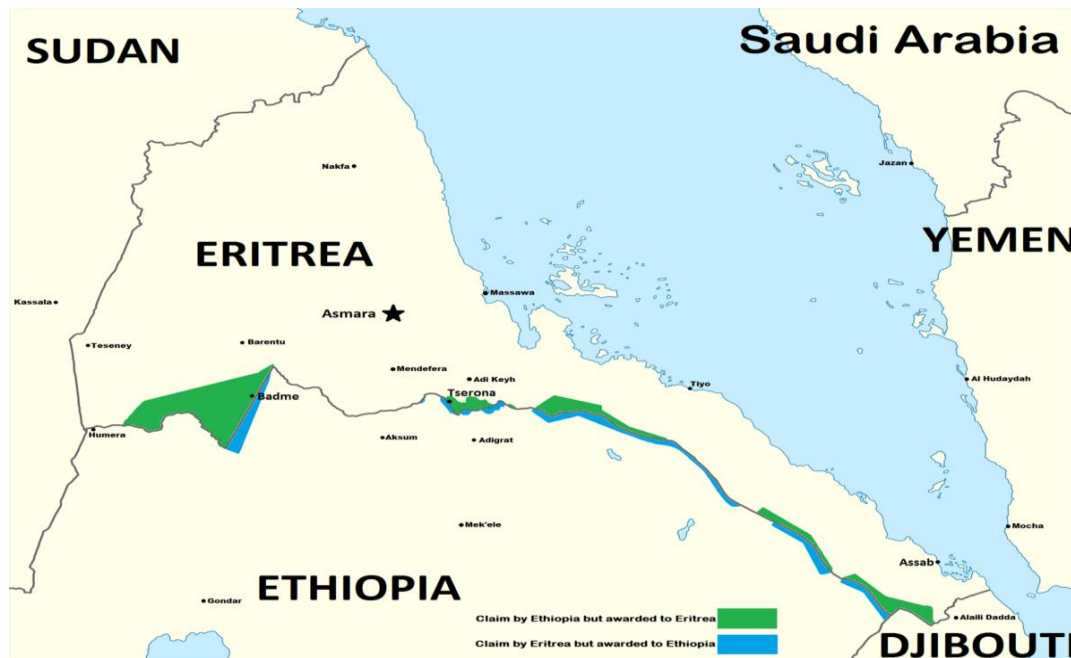 SUDAN
Saudi Arabia
Nakfa
Jazan
ERITREA
YEMEN
Kassala
Massawa
Asmara
Teseney
Barentu
Mendefera
Adi Keyh
Al Hudaydah
Tserona
Tiyo
Badme
Humera
Aksum
Adigrat
Mek'ele
Mocha
Assab
ETHIOPIA
Gondar
Claim by Ethiopia but awarded to Eritrea
Alaili Dadda
Claim by Eritrea but awarded to Ethiopia
DJIBOUTI